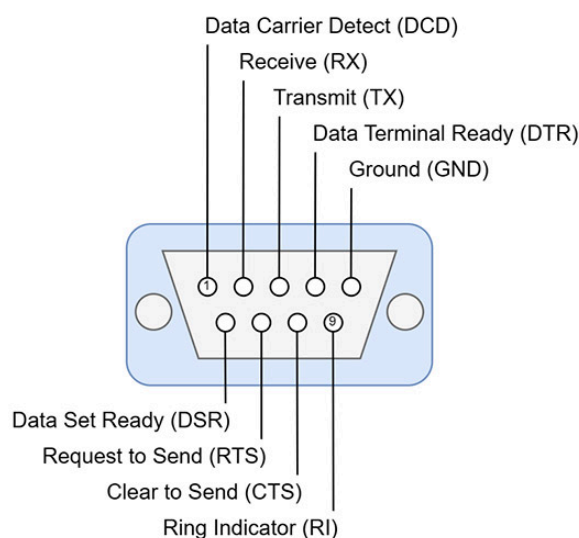 Data Carrier Detect (DCD)
Receive (RX)
Transmit (TX)
Data Terminal Ready (DTR)
Ground (GND)
1
9
Data Set Ready (DSR)
Request to Send (RTS)
Clear to Send (CTS)
Ring Indicator (RI)